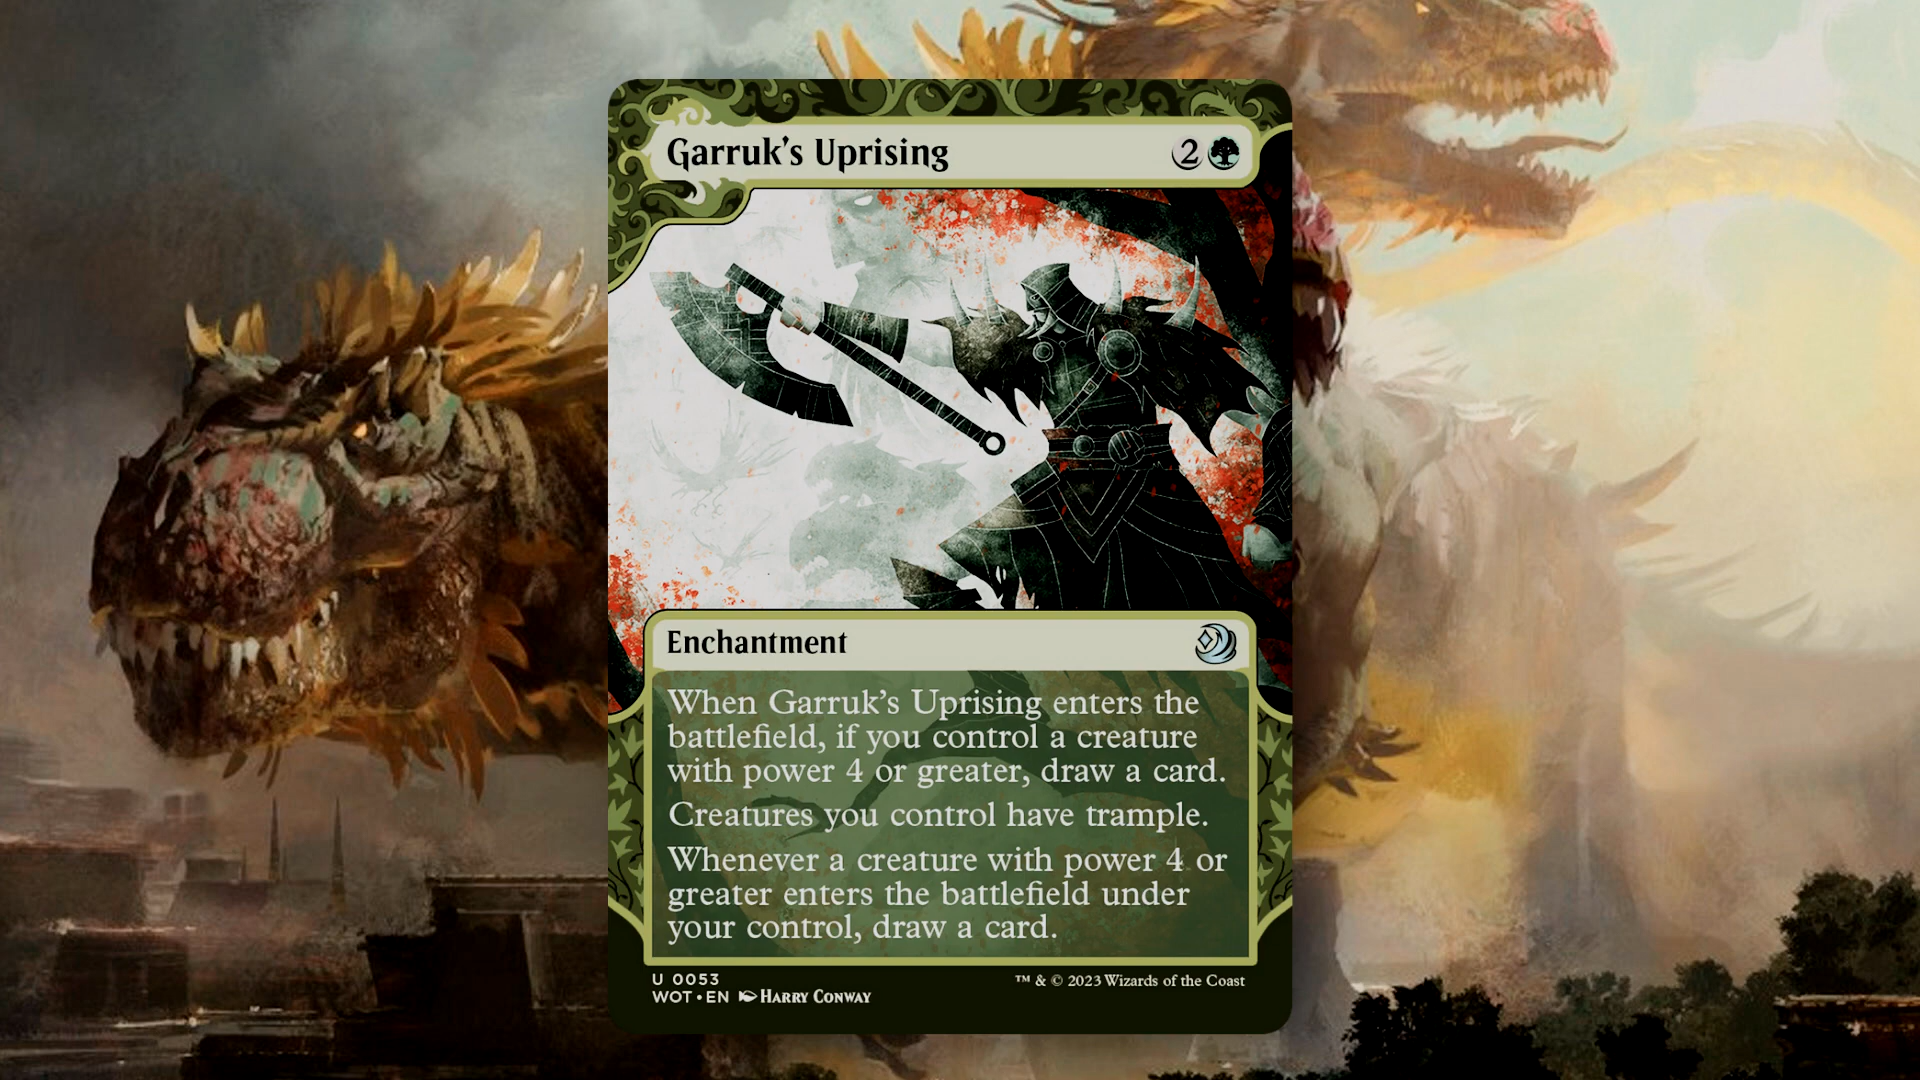 Garruk's Uprising 2
Enchantment
When Garruk's Uprising enters the
battlefield, if you control a creature
with power 4 or greater, draw a card.
Creatures you control have trample.
Whenever a creature with power 4 or
greater enters the battlefield under
your control, draw a card.
U 0053
WOT • EN Harry Conway
™ & © 2023 Wizards of the Coast